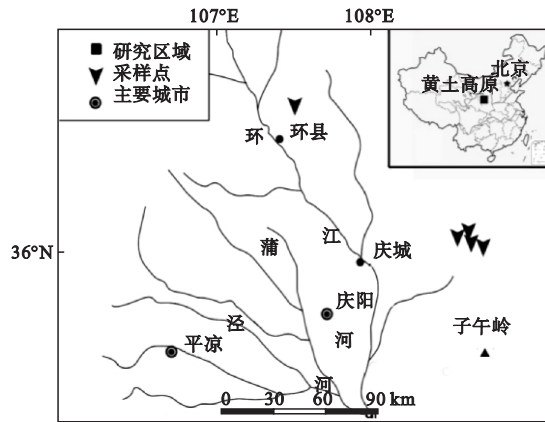 107°E 108°E
研究区域
采样点
主要城市
北京
黄土高原
环 环县
36°N
蒲 江 庆城
庆阳
泾 河 子午岭
平凉
河
0 30 60 90 km